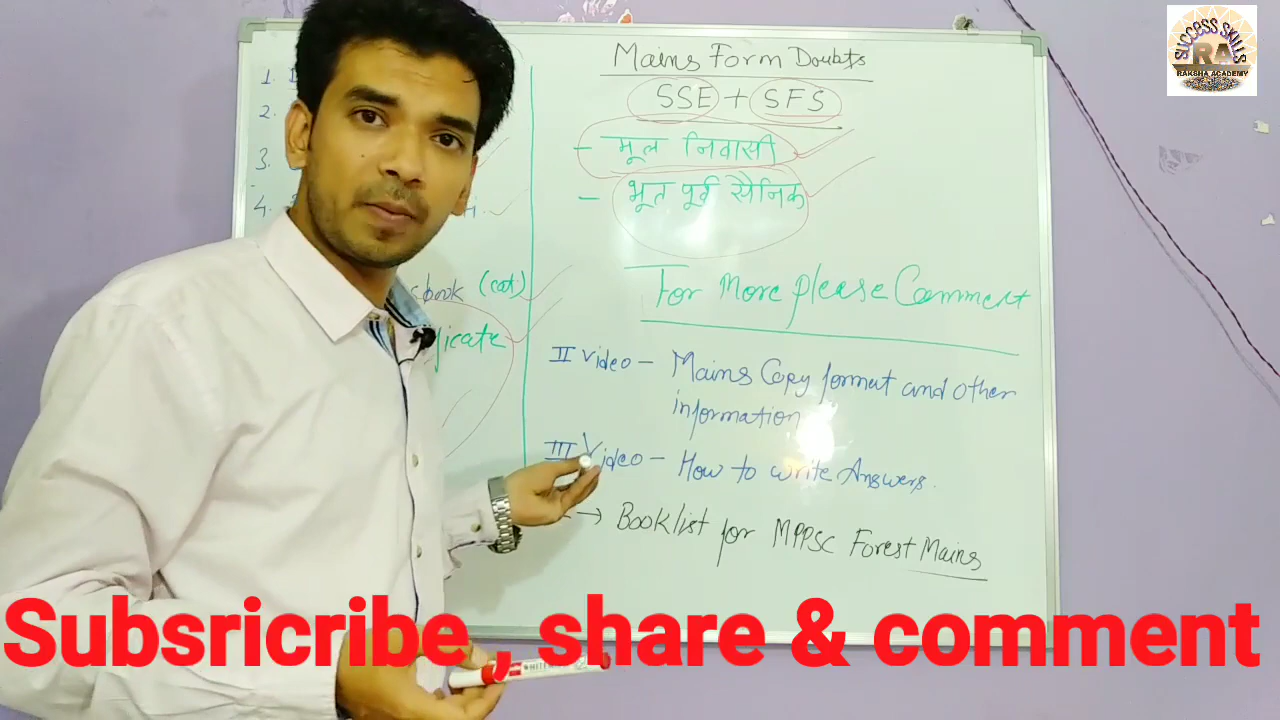 Mains Form Doubts
SSE + SFS
- मूल निवासी
- भूत पूर्व सैनिक
For More please Comment
II Video - Mains Copy format and other
information
III Video - How to write Answers.
→ Booklist for MPPSC Forest Mains
1.
2.
3.
4.
book (cat)
ficate
Subsricribe , share & comment
SUCCESS SKILLS
RA
RAKSHA ACADEMY